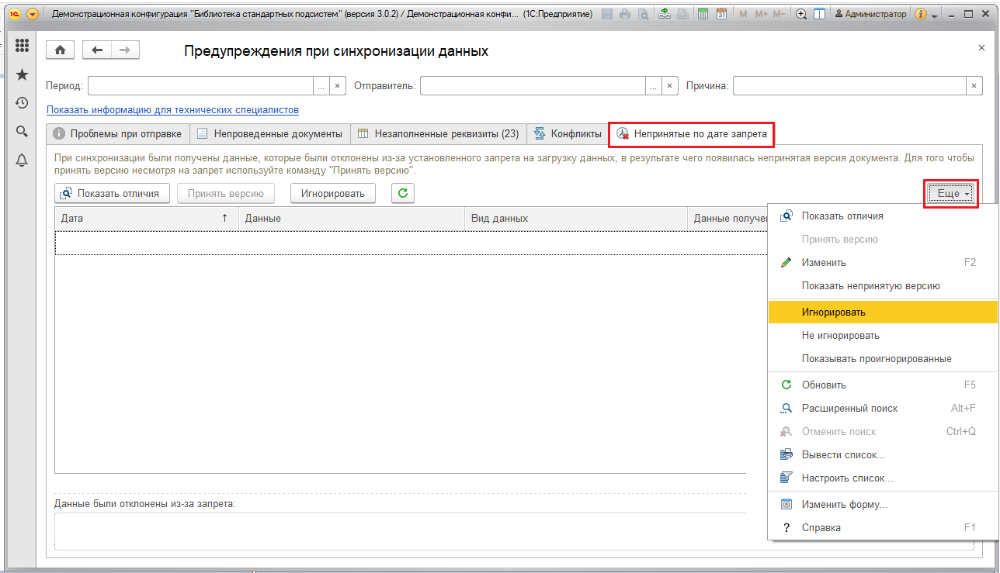 Демонстрационная конфигурация "Библиотека стандартных подсистем" (версия 3.0.2) / Демонстрационная конфи... (1С:Предприятие)
M M+ M-
Администратор
Предупреждения при синхронизации данных
Период: ... × Отправитель: ... × Причина: ×
Показать информацию для технических специалистов
Проблемы при отправке Непроведенные документы Незаполненные реквизиты (23) Конфликты Непринятые по дате запрета
При синхронизации были получены данные, которые были отклонены из-за установленного запрета на загрузку данных, в результате чего появилась непринятая версия документа. Для того чтобы
принять версию несмотря на запрет используйте команду "Принять версию".
Показать отличия Принять версию Игнорировать Еще
Дата ↑ Данные Вид данных Данные получен
Показать отличия
Принять версию
Изменить F2
Показать непринятую версию
Игнорировать
Не игнорировать
Показывать проигнорированные
Обновить F5
Расширенный поиск Alt+F
Отменить поиск Ctrl+Q
Вывести список...
Настроить список...
Изменить форму...
? Справка F1
Данные были отклонены из-за запрета: